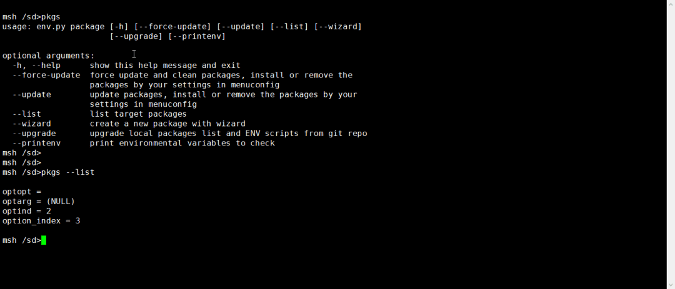 msh /sd>pkgs
usage: env.py package [-h] [--force-update] [--update] [--list] [--wizard]
[--upgrade] [--printenv]
optional arguments:
-h, --help show this help message and exit
--force-update force update and clean packages, install or remove the
packages by your settings in menuconfig
--update update packages, install or remove the packages by your
settings in menuconfig
--list list target packages
--wizard create a new package with wizard
--upgrade upgrade local packages list and ENV scripts from git repo
--printenv print environmental variables to check
msh /sd>
msh /sd>
msh /sd>pkgs --list
optopt =
optarg = (NULL)
optind = 2
option_index = 3
msh /sd>